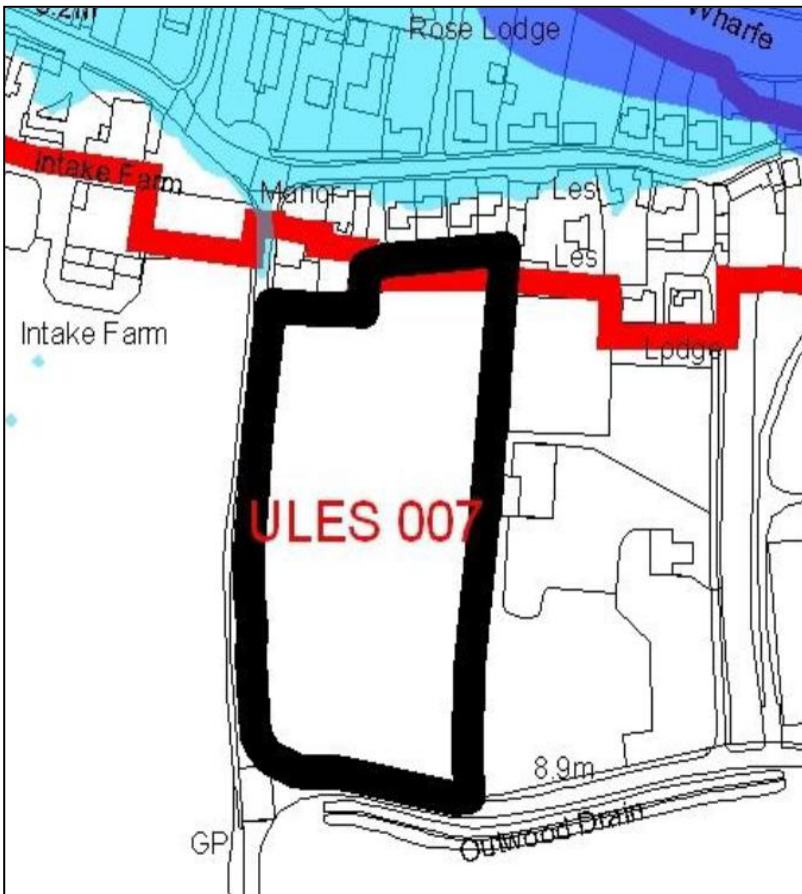 Wharfe
Rose Lodge
Intake Farm
Manor
Les
Les
Intake Farm
Lodge
ULES 007
8.9m
Outwood Drain
GP